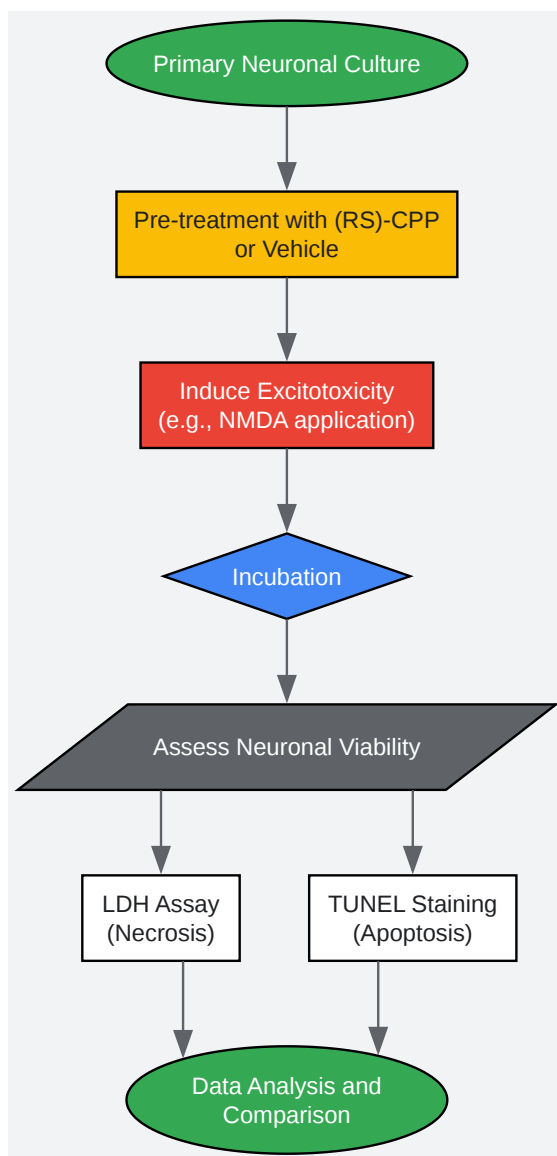 Primary Neuronal Culture
Pre-treatment with (RS)-CPP
or Vehicle
Induce Excitotoxicity
(e.g., NMDA application)
Incubation
Assess Neuronal Viability
LDH Assay
(Necrosis)
TUNEL Staining
(Apoptosis)
Data Analysis and
Comparison